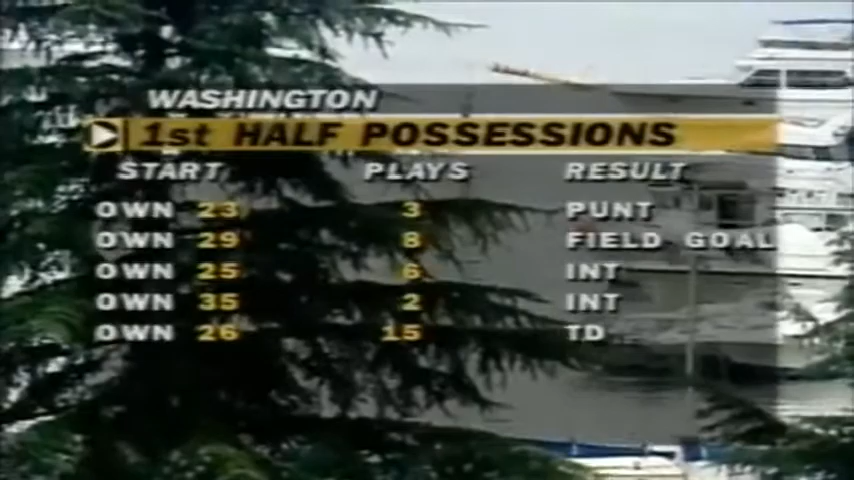 WASHINGTON
1st HALF POSSESSIONS
START PLAYS RESULT
OWN 23 3 PUNT
OWN 29 8 FIELD GOAL
OWN 25 6 INT
OWN 35 2 INT
OWN 26 15 TD